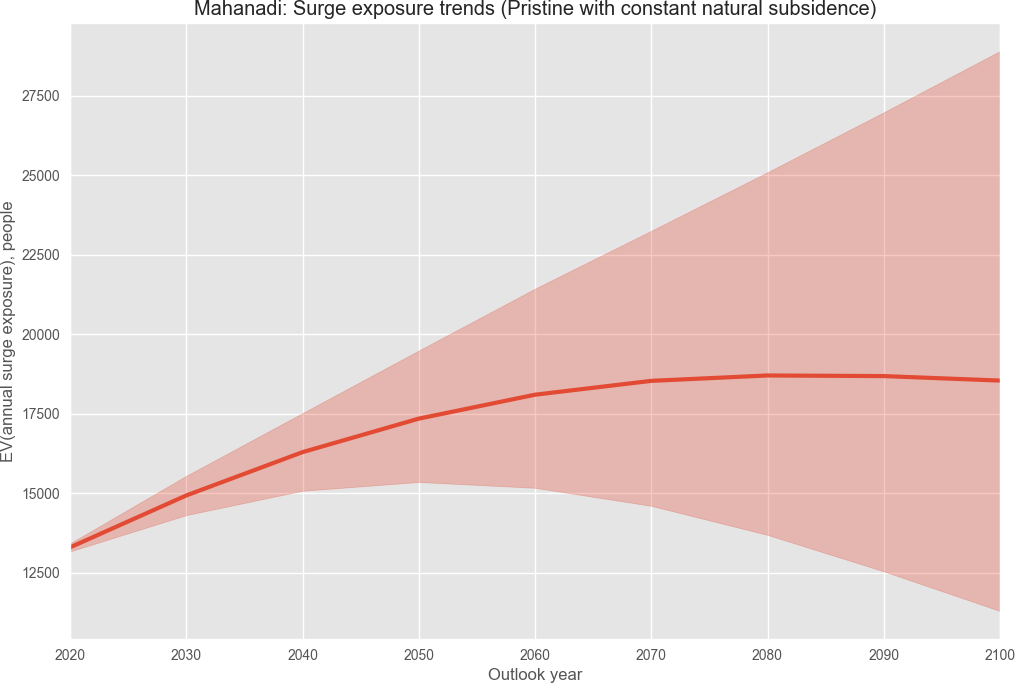 Mahanadi: Surge exposure trends (Pristine with constant natural subsidence)
EV(annual surge exposure), people
27500
25000
22500
20000
17500
15000
12500
2020 2030 2040 2050 2060 2070 2080 2090 2100
Outlook year